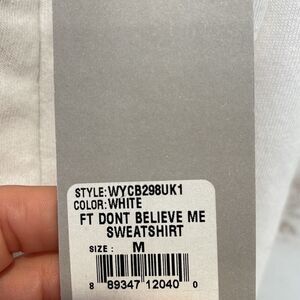 STYLE: WYCB298UK1
COLOR: WHITE
FT DONT BELIEVE ME
SWEATSHIRT
SIZE: M
8 89347 12040 0